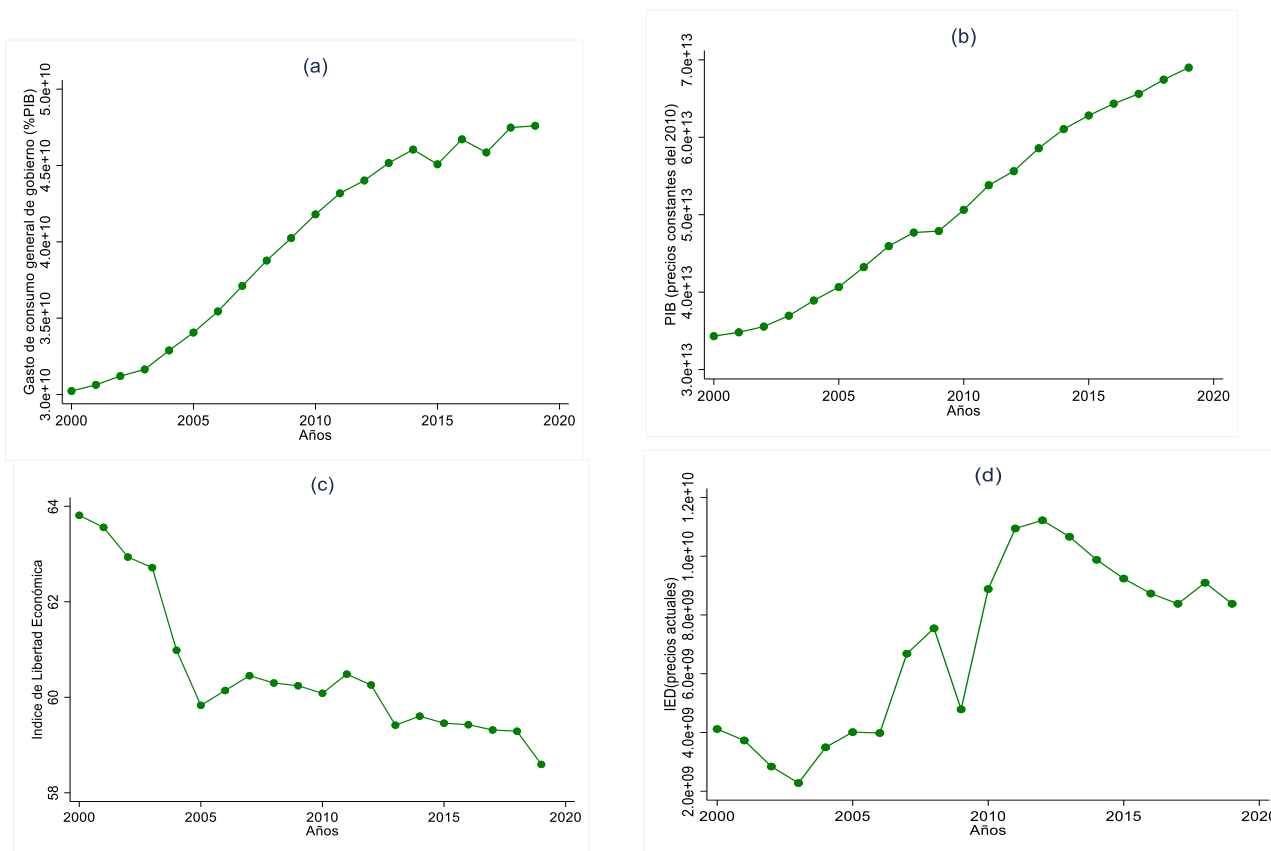 (a)
Gasto de consumo general de gobierno (%PIB)
5.0e+10
4.5e+10
4.0e+10
3.5e+10
3.0e+10
2000 2005 2010 2015 2020
Años
(b)
PIB (precios constantes del 2010)
7.0e+13
6.0e+13
5.0e+13
4.0e+13
3.0e+13
2000 2005 2010 2015 2020
Años
(c)
Indice de Libertad Económica
64
62
60
58
2000 2005 2010 2015 2020
Años
(d)
IED(precios actuales)
1.2e+10
1.0e+10
8.0e+09
6.0e+09
4.0e+09
2.0e+09
2000 2005 2010 2015 2020
Años